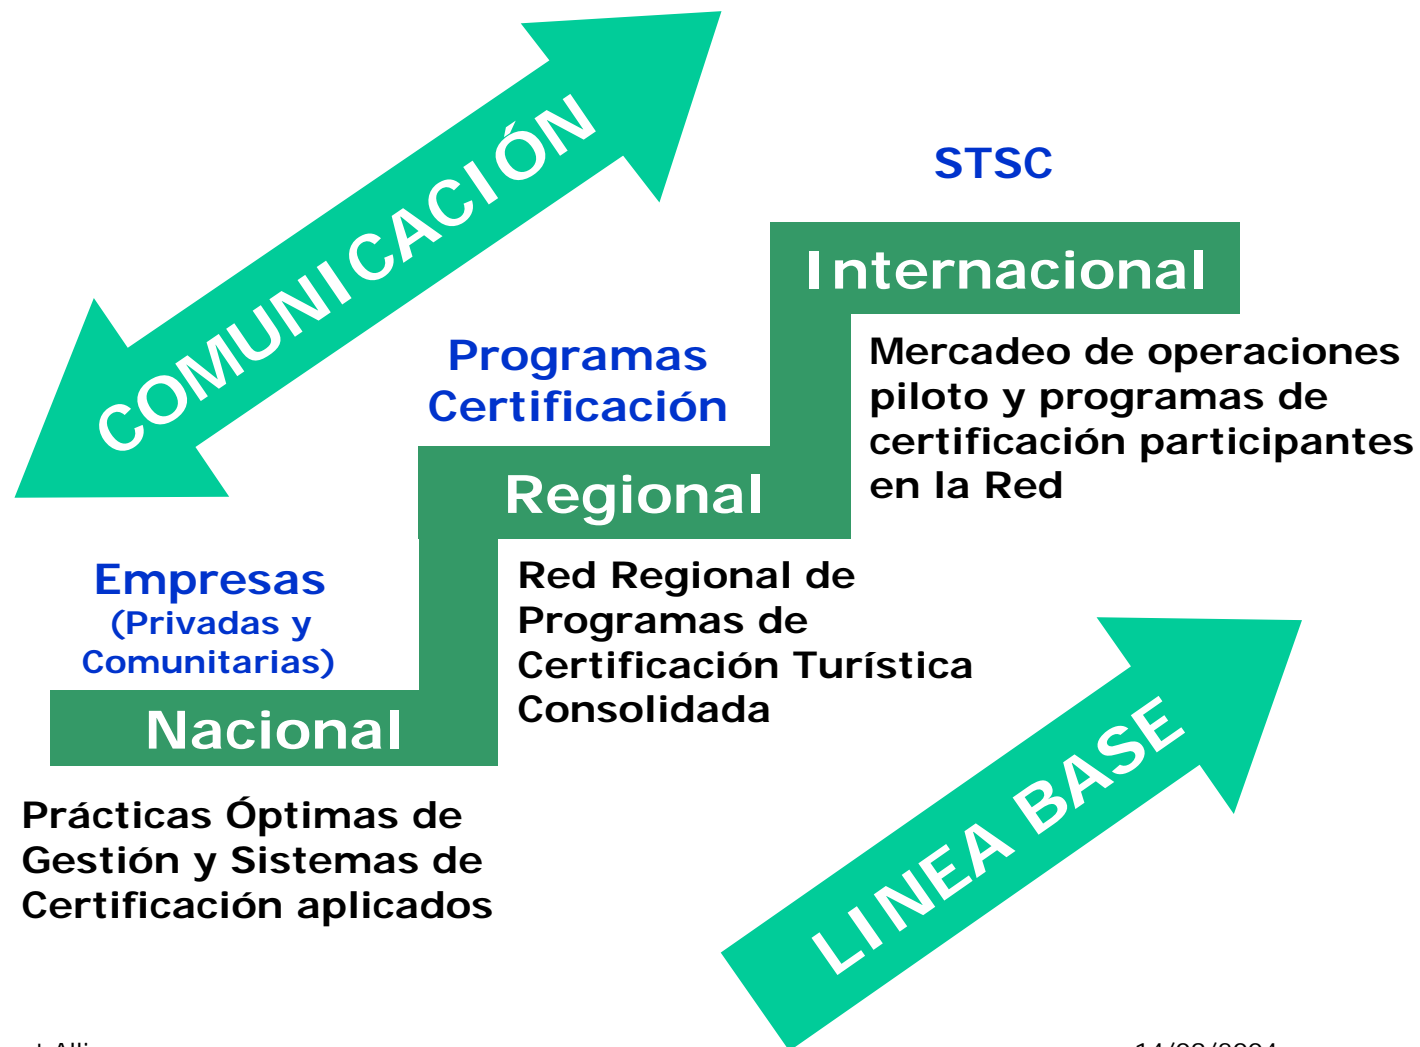 COMUNICACIÓN
STSC
Internacional
Mercadeo de operaciones
piloto y programas de
certificación participantes
en la Red
Programas
Certificación
Regional
Red Regional de
Programas de
Certificación Turística
Consolidada
Empresas
(Privadas y
Comunitarias)
Nacional
Prácticas Óptimas de
Gestión y Sistemas de
Certificación aplicados
LINEA BASE